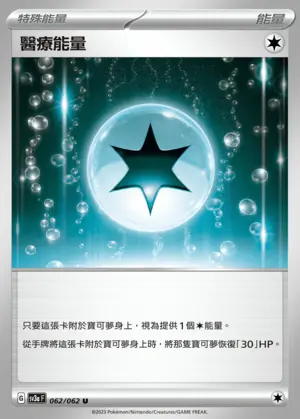 特殊能量 能量
醫療能量
只要這張卡附於寶可夢身上，視為提供1個能量。
從手牌將這張卡附於寶可夢身上時，將那隻寶可夢恢復「30」HP。
G SV3a F 062/062 U
©2023 Pokémon/Nintendo/Creatures/GAME FREAK.